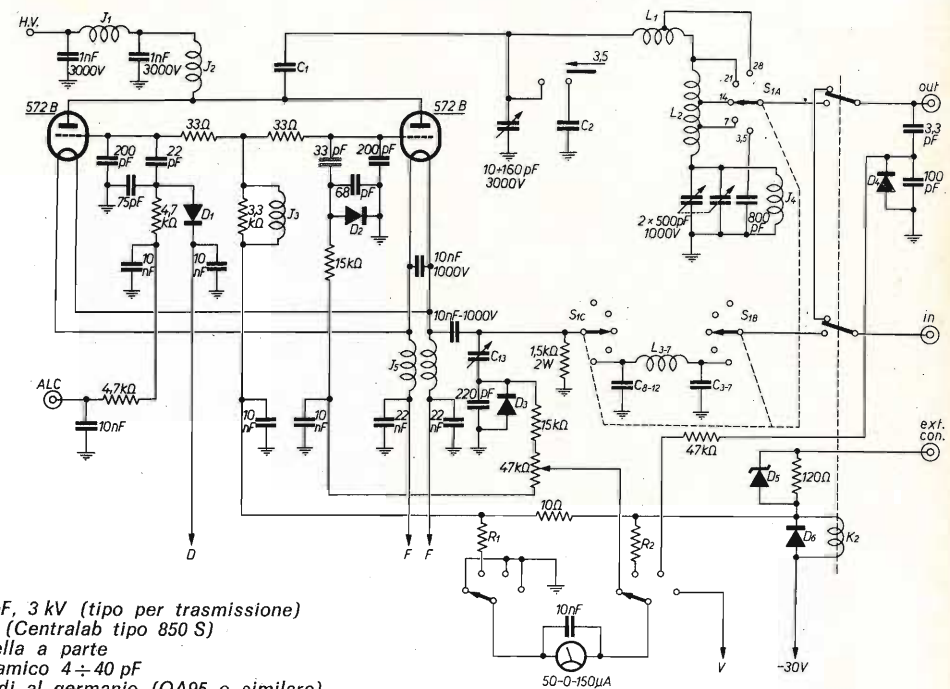 H.V.
J1
1nF
3000V
1nF
3000V
J2
C1
L1
3,5
28
21
14
7
3,5
S1A
L2
C2
10÷160 pF
3000V
out
3,3
pF
100
pF
D4
572 B
572 B
33Ω
33Ω
200
pF
22
pF
75pF
4,7
kΩ
D1
10
nF
10
nF
3,3
kΩ
J3
33 pF
200
pF
68pF
D2
15kΩ
10nF
1000V
2×500pF
1000V
800
pF
J4
10nF-1000V
S1C
S1B
in
L3-7
C8-12
C3-7
1,5kΩ
2W
C13
220 pF
D3
J5
ALC
4,7kΩ
10nF
10
nF
10
nF
22
nF
22
nF
15kΩ
47kΩ
47kΩ
ext.
con.
D5
120Ω
10Ω
D6
K2
R1
R2
D
F
F
10nF
50-0-150µA
V
-30V
F, 3 kV (tipo per trasmissione)
(Centralab tipo 850 S)
ella a parte
amico 4÷40 pF
di al germanio (OA95 o similare)